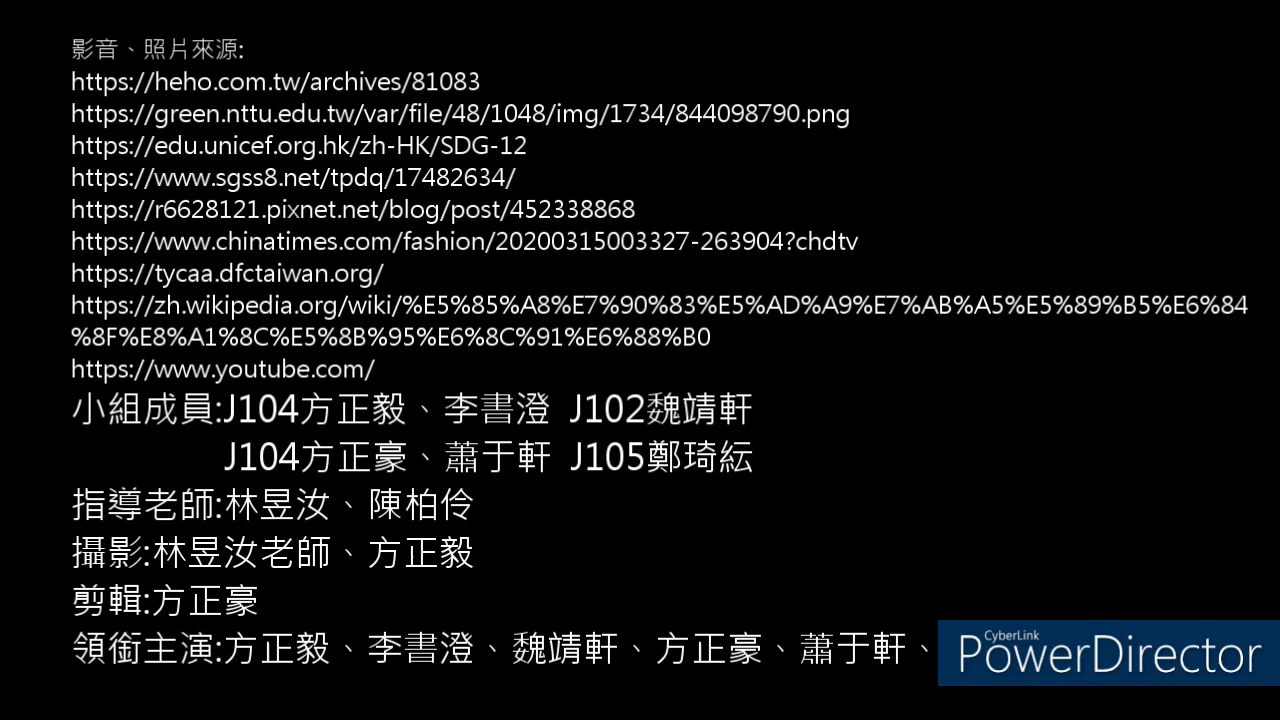 影音、照片來源:
https://heho.com.tw/archives/81083
https://green.nttu.edu.tw/var/file/48/1048/img/1734/844098790.png
https://edu.unicef.org.hk/zh-HK/SDG-12
https://www.sgss8.net/tpdq/17482634/
https://r6628121.pixnet.net/blog/post/452338868
https://www.chinatimes.com/fashion/20200315003327-263904?chdtv
https://tycaa.dfctaiwan.org/
https://zh.wikipedia.org/wiki/%E5%85%A8%E7%90%83%E5%AD%A9%E7%AB%A5%E5%89%B5%E6%84
%8F%E8%A1%8C%E5%8B%95%E6%8C%91%E6%88%B0
https://www.youtube.com/
小組成員:J104方正毅、李書澄 J102魏靖軒
J104方正豪、蕭于軒 J105鄭琦紜
指導老師:林昱汝、陳柏伶
攝影:林昱汝老師、方正毅
剪輯:方正豪
領銜主演:方正毅、李書澄、魏靖軒、方正豪、蕭于軒、
CyberLink
PowerDirector